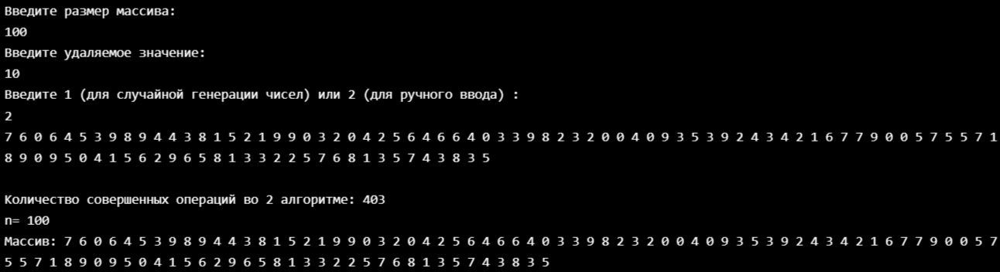 Введите размер массива:
100
Введите удаляемое значение:
10
Введите 1 (для случайной генерации чисел) или 2 (для ручного ввода) :
2
7 6 0 6 4 5 3 9 8 9 4 4 3 8 1 5 2 1 9 9 0 3 2 0 4 2 5 6 4 6 6 4 0 3 3 9 8 2 3 2 0 0 4 0 9 3 5 3 9 2 4 3 4 2 1 6 7 7 9 0 0 5 7 5 5 7 1
8 9 0 9 5 0 4 1 5 6 2 9 6 5 8 1 3 3 2 2 5 7 6 8 1 3 5 7 4 3 8 3 5
Количество совершенных операций во 2 алгоритме: 403
n= 100
Массив: 7 6 0 6 4 5 3 9 8 9 4 4 3 8 1 5 2 1 9 9 0 3 2 0 4 2 5 6 4 6 6 4 0 3 3 9 8 2 3 2 0 0 4 0 9 3 5 3 9 2 4 3 4 2 1 6 7 7 9 0 0 5 7
5 5 7 1 8 9 0 9 5 0 4 1 5 6 2 9 6 5 8 1 3 3 2 2 5 7 6 8 1 3 5 7 4 3 8 3 5